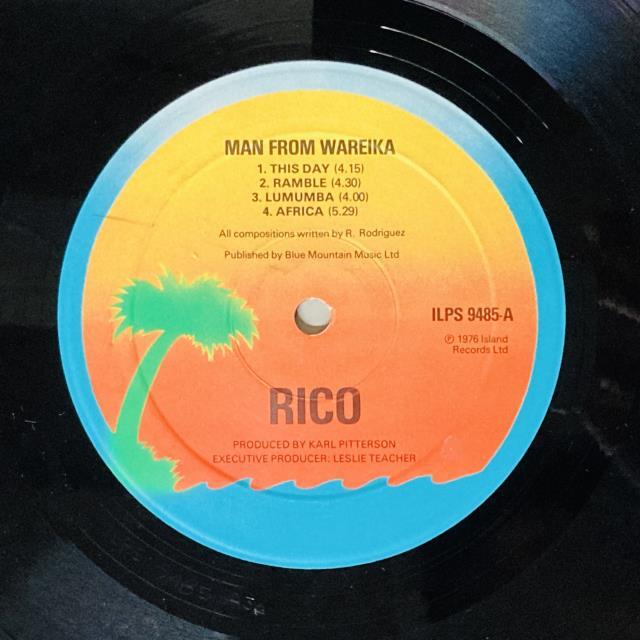 MAN FROM WAREIKA
1. THIS DAY (4.15)
2. RAMBLE (4.30)
3. LUMUMBA (4.00)
4. AFRICA (5.29)
All compositions written by R. Rodriguez
Published by Blue Mountain Music Ltd
ILPS 9485-A
℗ 1976 Island
Records Ltd
RICO
PRODUCED BY KARL PITTERSON
EXECUTIVE PRODUCER: LESLIE TEACHER